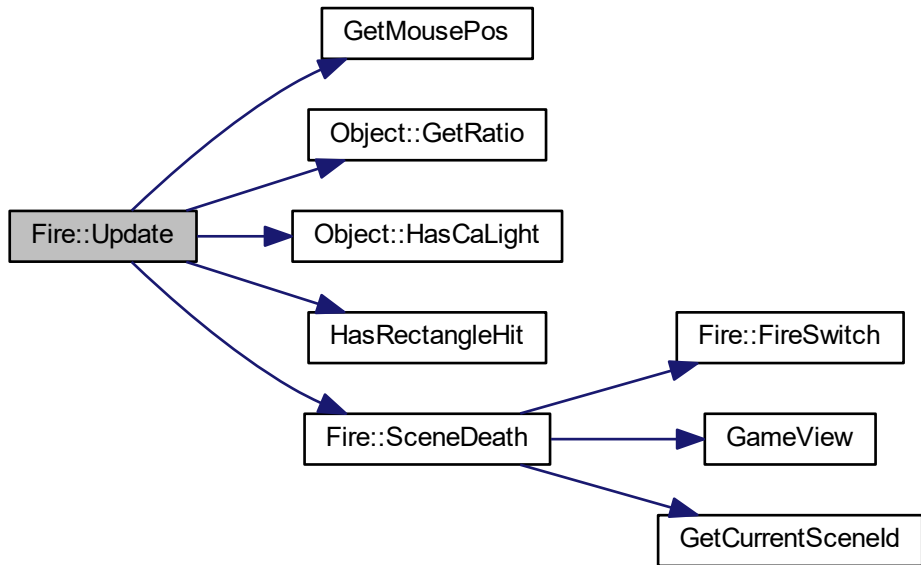 GetMousePos
Object::GetRatio
Fire::Update
Object::HasCaLight
HasRectangleHit
Fire::FireSwitch
Fire::SceneDeath
GameView
GetCurrentSceneId